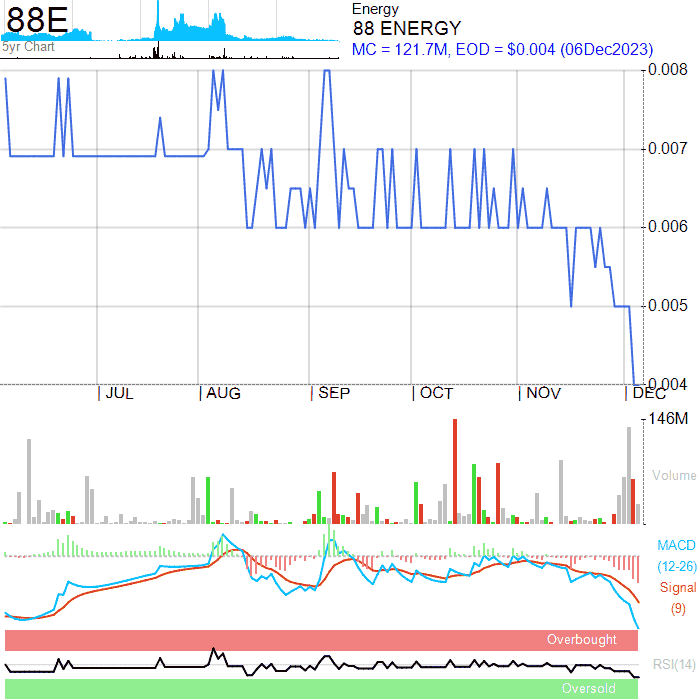 88E
5yr Chart
Energy
88 ENERGY
MC = 121.7M, EOD = $0.004 (06Dec2023)
0.008
0.007
0.006
0.005
0.004
JUL
AUG
SEP
OCT
NOV
DEC
146M
Volume
MACD
(12-26)
Signal
(9)
Overbought
RSI(14)
Oversold